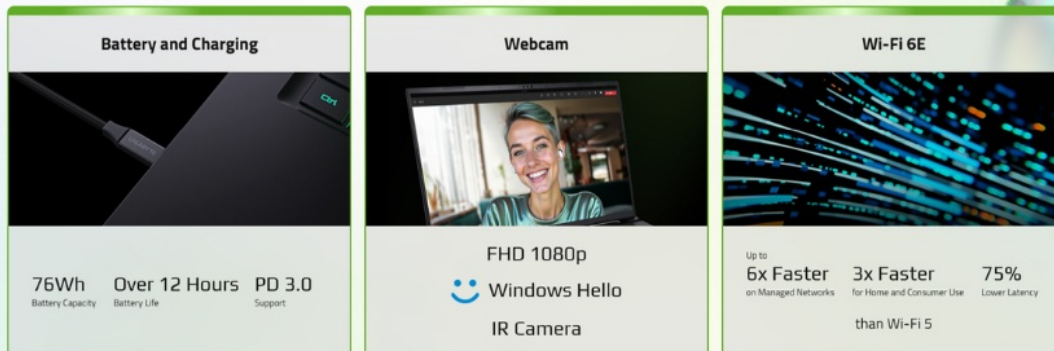 Battery and Charging
Ctrl
GIGABYTE
76Wh
Battery Capacity
Over 12 Hours
Battery Life
PD 3.0
Support
Webcam
FHD 1080p
Windows Hello
IR Camera
Wi-Fi 6E
Up to
6x Faster
on Managed Networks
3x Faster
for Home and Consumer Use
75%
Lower Latency
than Wi-Fi 5